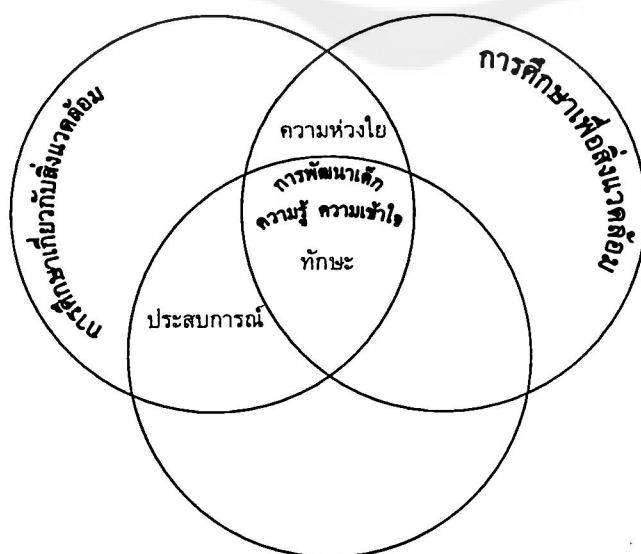 การศึกษาเกี่ยวกับสิ่งแวดล้อม
การศึกษาเพื่อสิ่งแวดล้อม
ความห่วงใย
การพัฒนาเด็ก
ความรู้ ความเข้าใจ
ทักษะ
ประสบการณ์